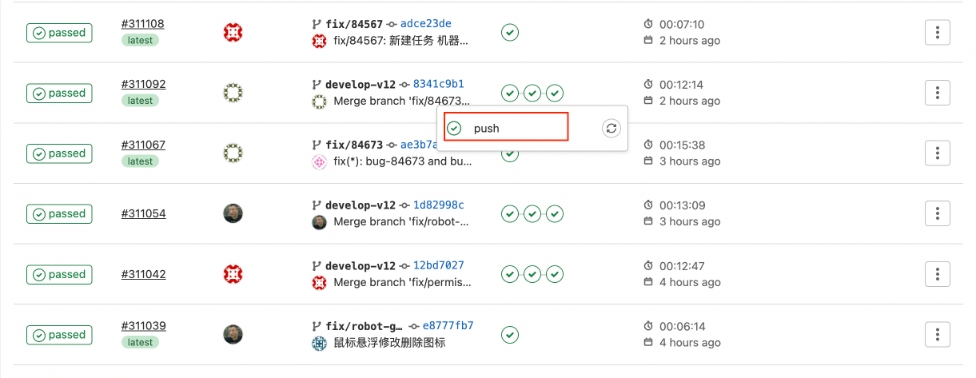 passed
#311108
latest
fix/84567 adce23de
fix/84567: 新建任务 机器...
00:07:10
2 hours ago
passed
#311092
latest
develop-v12 8341c9b1
Merge branch 'fix/84673...
00:12:14
2 hours ago
push
passed
#311067
latest
fix/84673 ae3b7a
fix(*): bug-84673 and bu...
00:15:38
3 hours ago
passed
#311054
develop-v12 1d82998c
Merge branch 'fix/robot-...
00:13:09
3 hours ago
passed
#311042
develop-v12 12bd7027
Merge branch 'fix/permis...
00:12:47
4 hours ago
passed
#311039
latest
fix/robot-g… e8777fb7
鼠标悬浮修改删除图标
00:06:14
4 hours ago